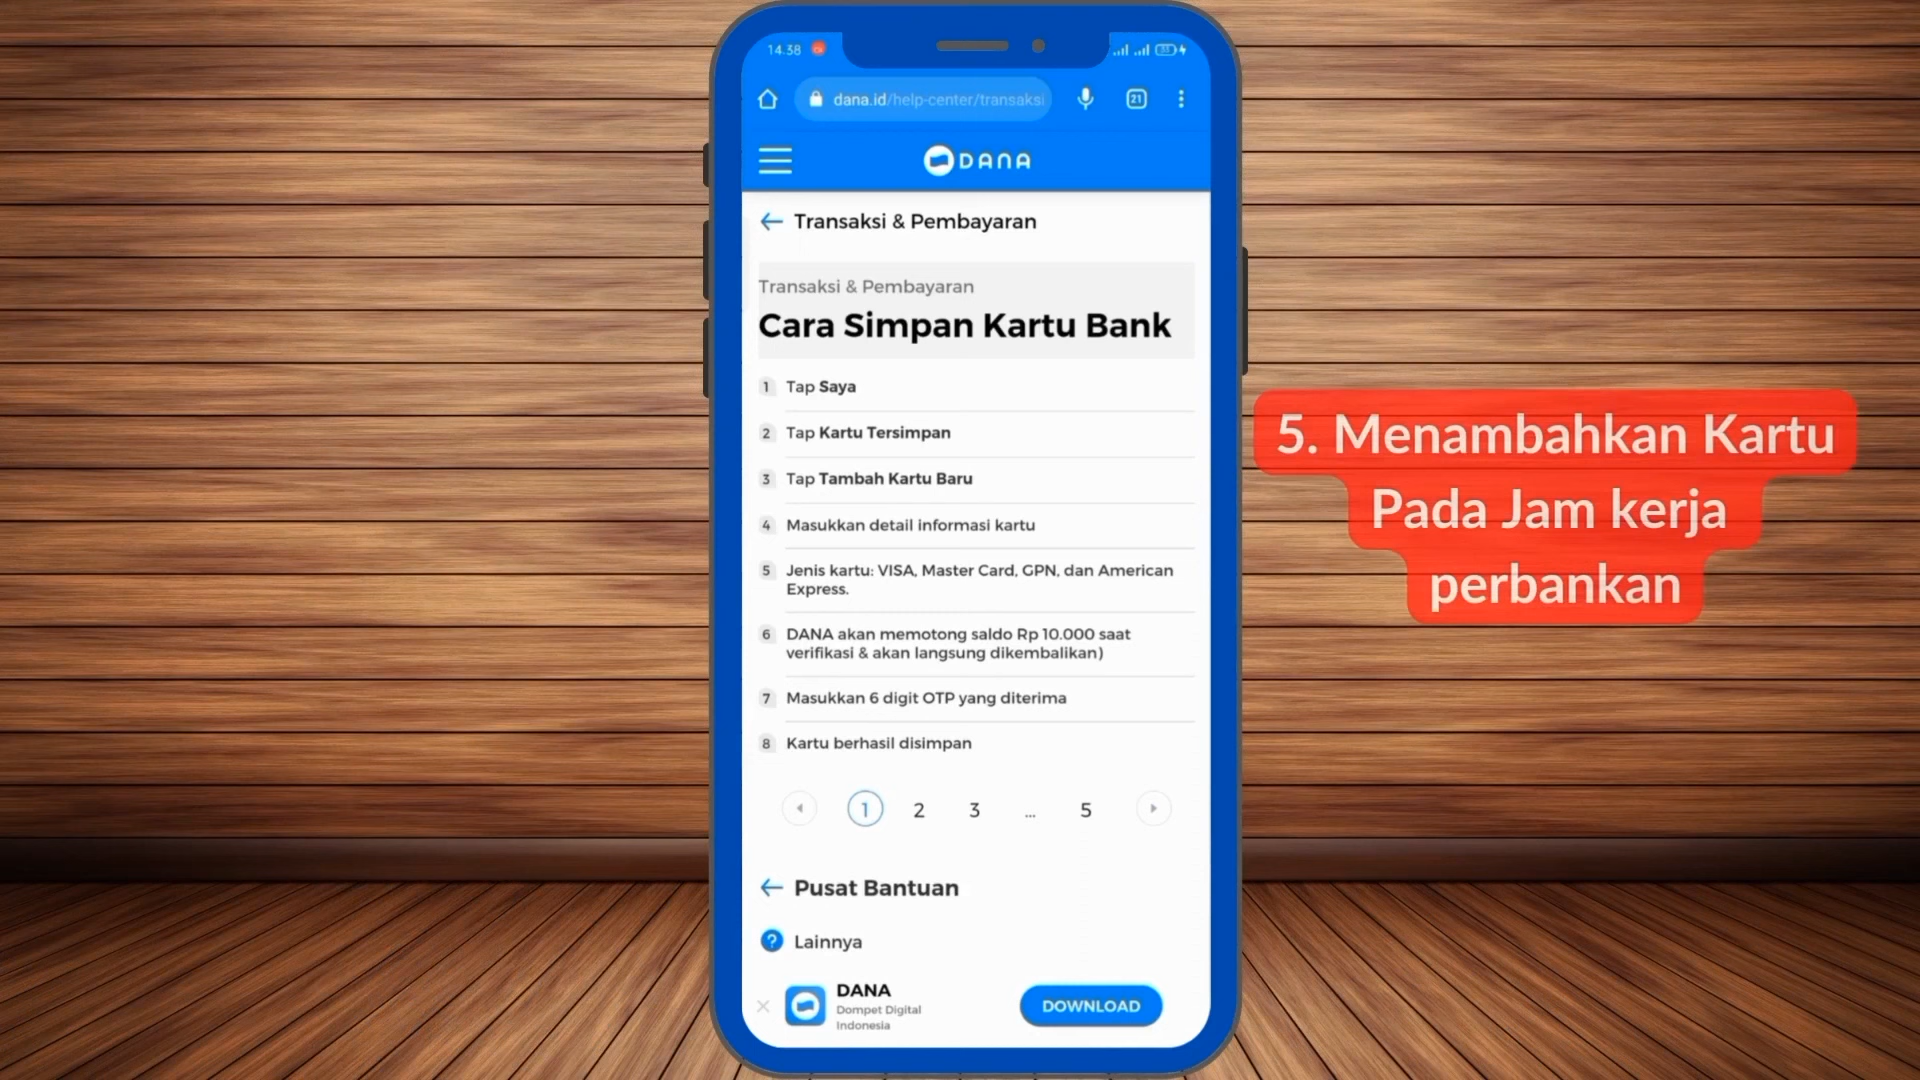 14.38
dana.id/help-center/transaksi
21
DANA
Transaksi & Pembayaran
Transaksi & Pembayaran
Cara Simpan Kartu Bank
1 Tap Saya
2 Tap Kartu Tersimpan
3 Tap Tambah Kartu Baru
4 Masukkan detail informasi kartu
5 Jenis kartu: VISA, Master Card, GPN, dan American
Express.
6 DANA akan memotong saldo Rp 10.000 saat
verifikasi & akan langsung dikembalikan)
7 Masukkan 6 digit OTP yang diterima
8 Kartu berhasil disimpan
1 2 3 ... 5
Pusat Bantuan
? Lainnya
DANA
Dompet Digital
Indonesia
DOWNLOAD
5. Menambahkan Kartu
Pada Jam kerja
perbankan